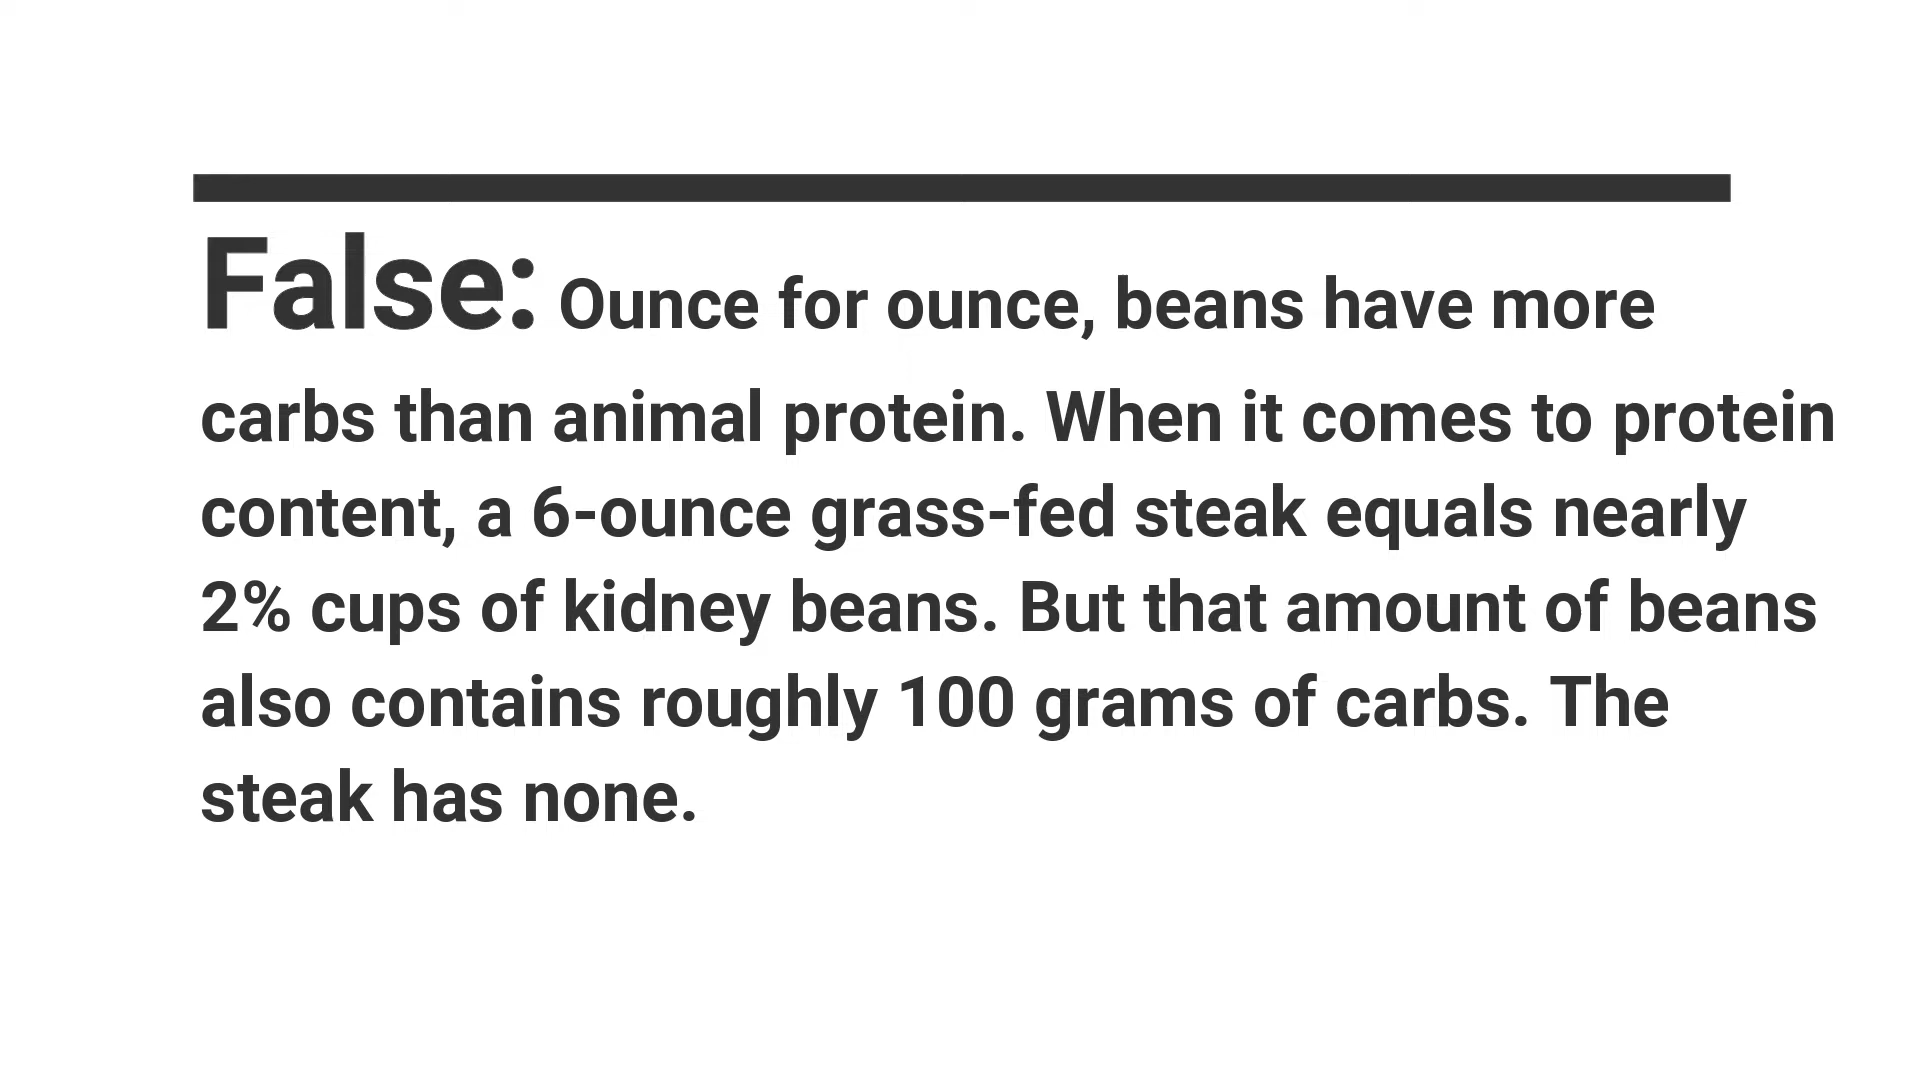 False: Ounce for ounce, beans have more
carbs than animal protein. When it comes to protein
content, a 6-ounce grass-fed steak equals nearly
2% cups of kidney beans. But that amount of beans
also contains roughly 100 grams of carbs. The
steak has none.